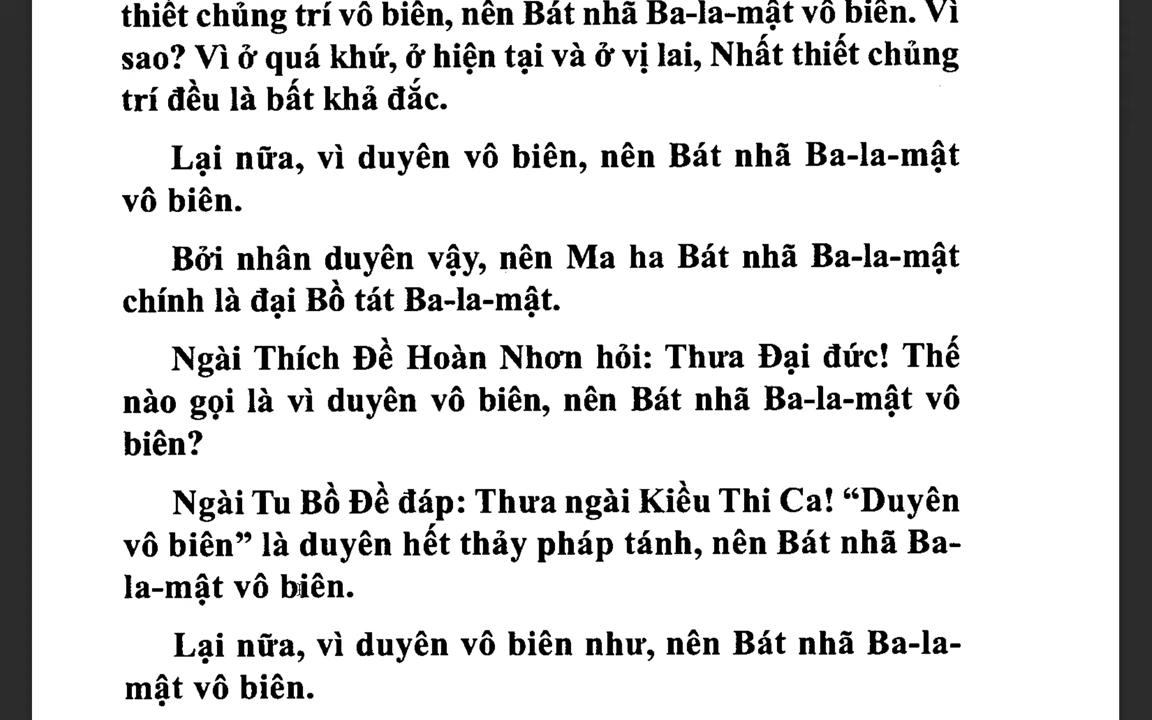 thiết chủng trí vô biên, nên Bát nhã Ba-la-mật vô biên. Vì
sao? Vì ở quá khứ, ở hiện tại và ở vị lai, Nhất thiết chủng
trí đều là bất khả đắc.
Lại nữa, vì duyên vô biên, nên Bát nhã Ba-la-mật
vô biên.
Bởi nhân duyên vậy, nên Ma ha Bát nhã Ba-la-mật
chính là đại Bồ tát Ba-la-mật.
Ngài Thích Đề Hoàn Nhơn hỏi: Thưa Đại đức! Thế
nào gọi là vì duyên vô biên, nên Bát nhã Ba-la-mật vô
biên?
Ngài Tu Bồ Đề đáp: Thưa ngài Kiều Thi Ca! “Duyên
vô biên” là duyên hết thảy pháp tánh, nên Bát nhã Ba-
la-mật vô biên.
Lại nữa, vì duyên vô biên như, nên Bát nhã Ba-la-
mật vô biên.